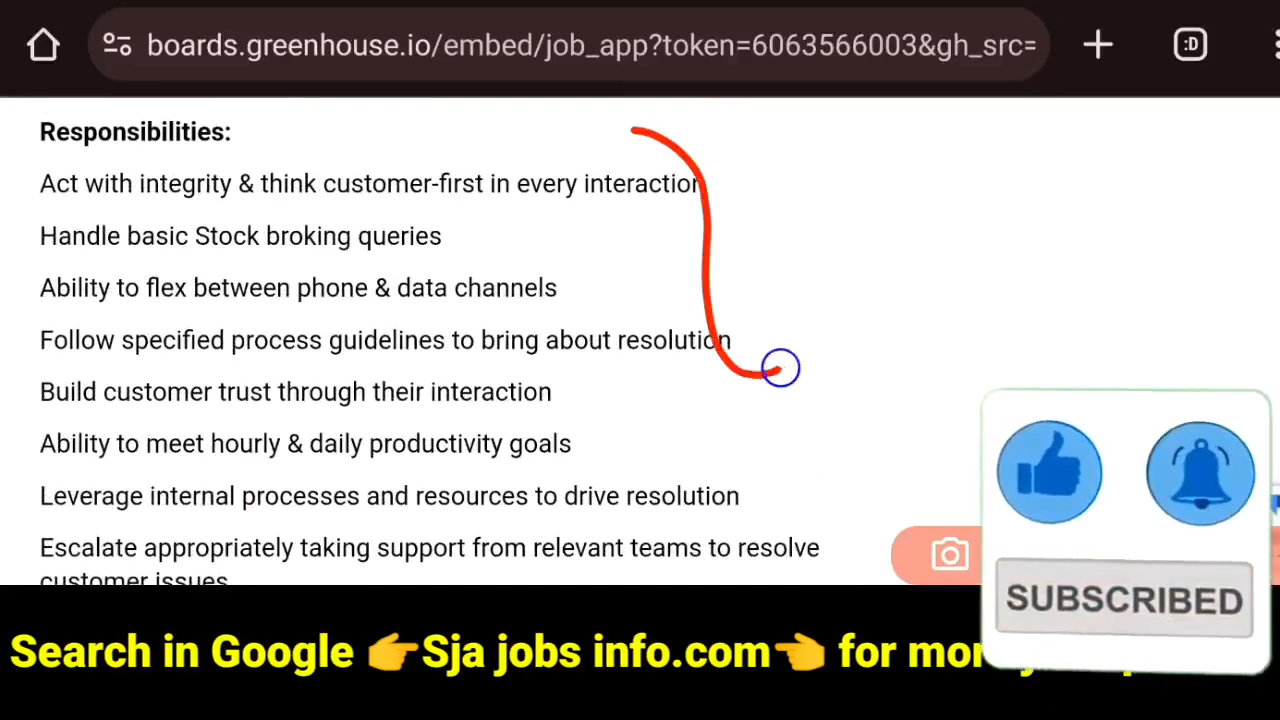 boards.greenhouse.io/embed/job_app?token=6063566003&gh_src=
:D
Responsibilities:
Act with integrity & think customer-first in every interaction
Handle basic Stock broking queries
Ability to flex between phone & data channels
Follow specified process guidelines to bring about resolution
Build customer trust through their interaction
Ability to meet hourly & daily productivity goals
Leverage internal processes and resources to drive resolution
Escalate appropriately taking support from relevant teams to resolve
customer issues
SUBSCRIBED
Search in Google 👉Sja jobs info.com👈 for